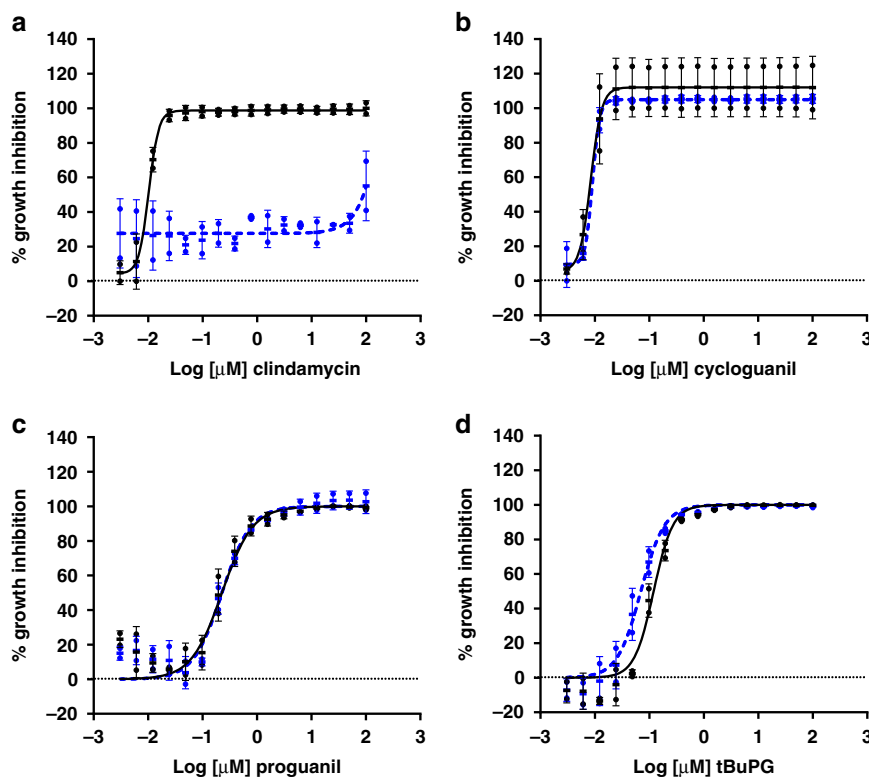 a
140
120
100
80
60
40
20
0
−20
% growth inhibition
−3 −2 −1 0 1 2 3
Log [μM] clindamycin
b
140
120
100
80
60
40
20
0
−20
% growth inhibition
−3 −2 −1 0 1 2 3
Log [μM] cycloguanil
c
140
120
100
80
60
40
20
0
−20
% growth inhibition
−3 −2 −1 0 1 2 3
Log [μM] proguanil
d
140
120
100
80
60
40
20
0
−20
% growth inhibition
−3 −2 −1 0 1 2 3
Log [μM] tBuPG